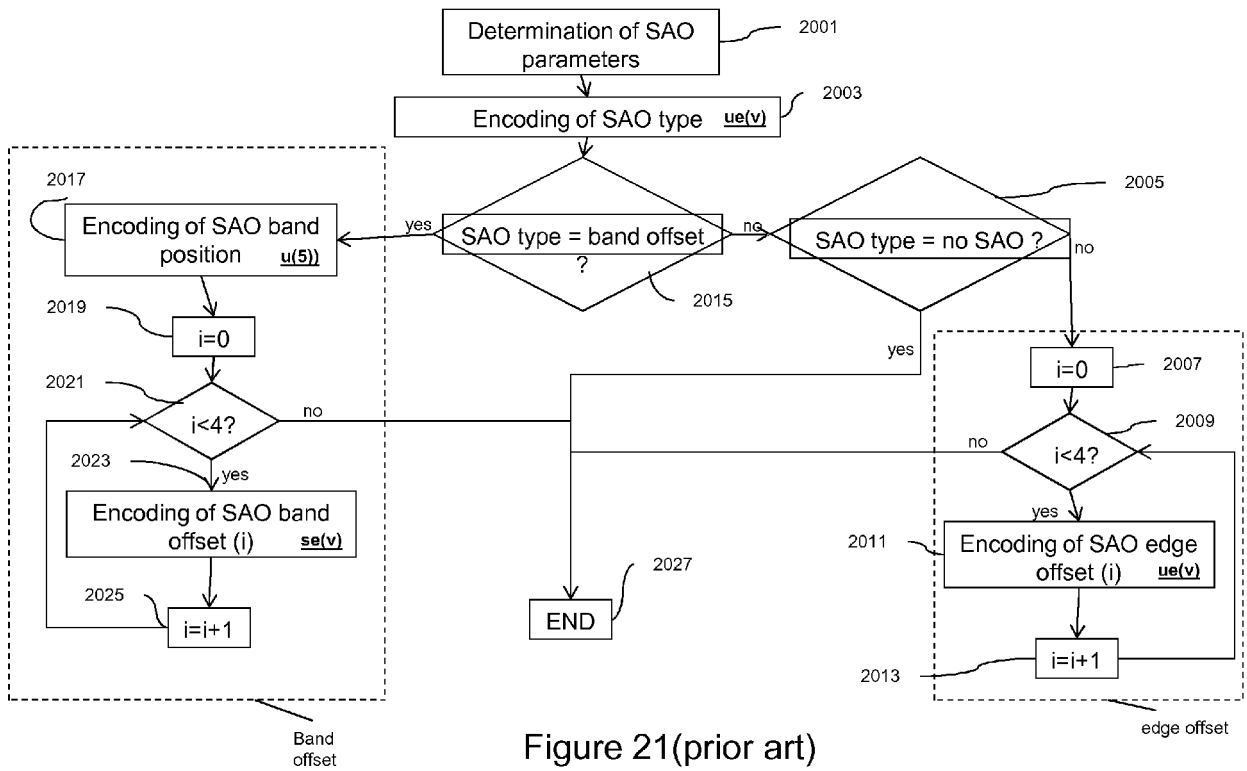 Determination of SAO
parameters
2001
Encoding of SAO type ue(v)
2003
2017
Encoding of SAO band
position u(5))
yes
SAO type = band offset
?
2015
no
SAO type = no SAO ?
2005
no
yes
2019
i=0
2021
i<4?
no
2023
yes
Encoding of SAO band
offset (i) se(v)
2025
i=i+1
i=0
2007
2009
no
i<4?
yes
2011
Encoding of SAO edge
offset (i) ue(v)
2013
i=i+1
2027
END
Band
offset
edge offset
Figure 21(prior art)